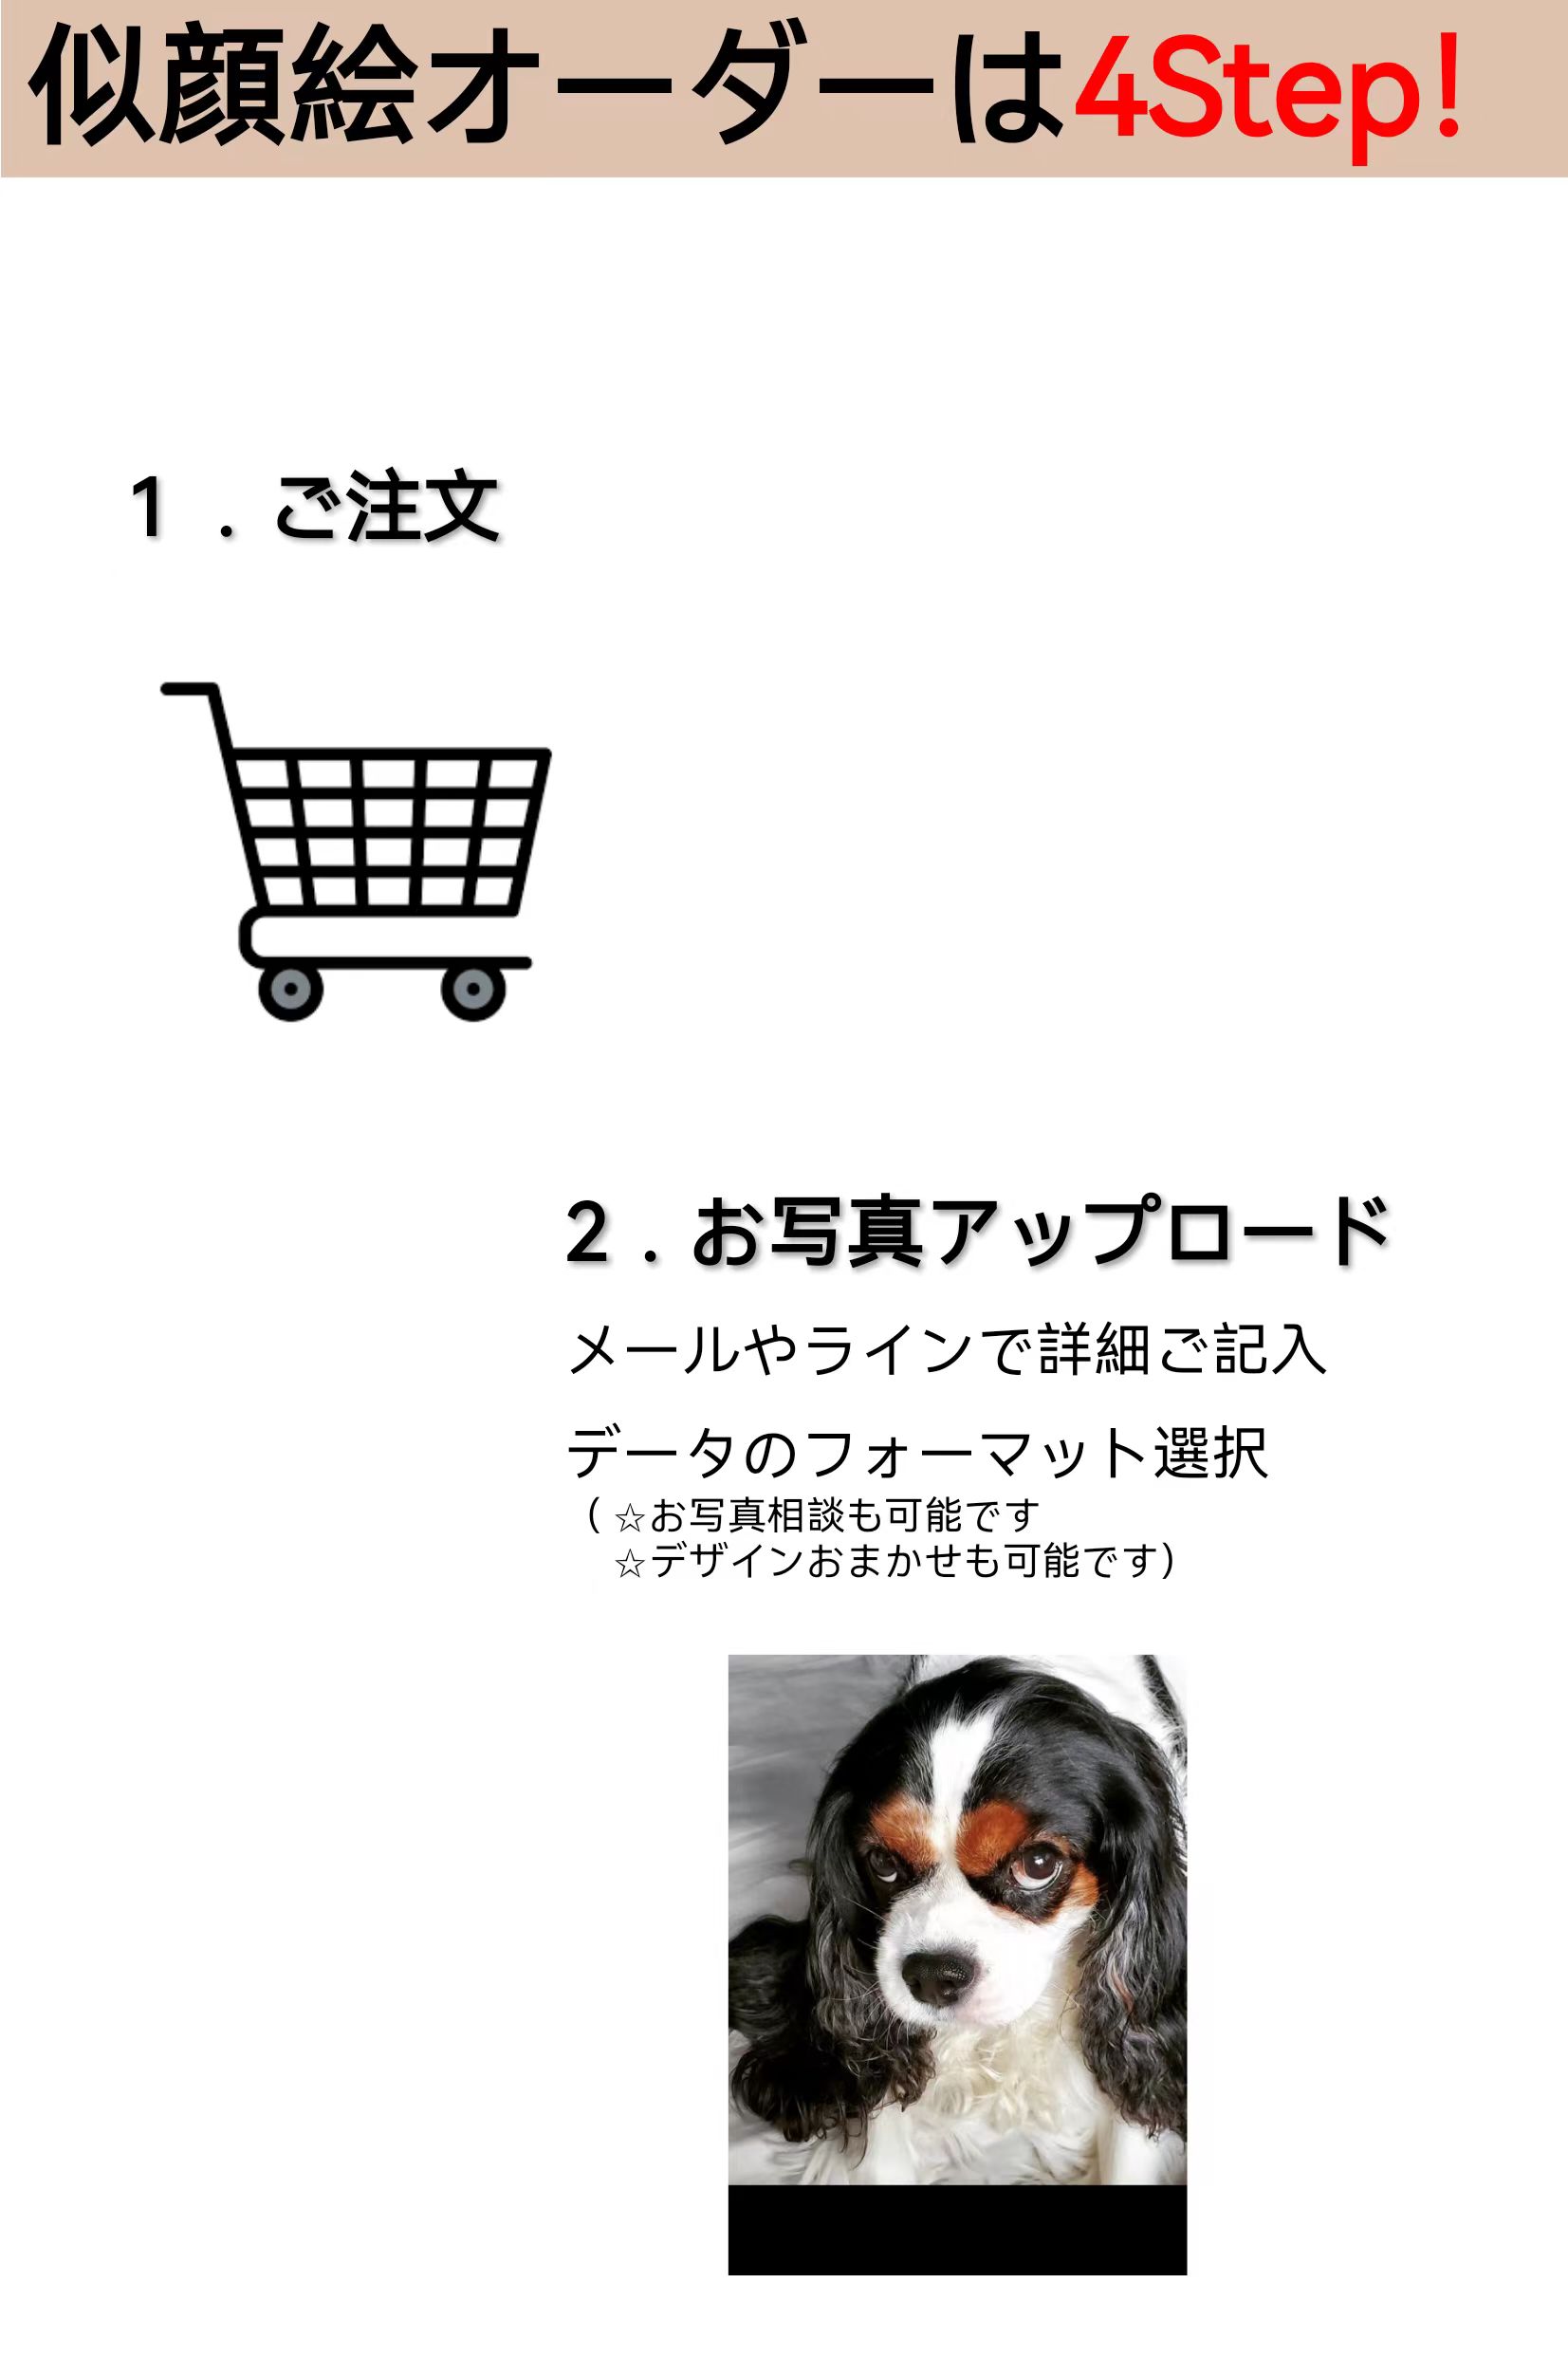 似顔絵オーダーは4Step!
1．ご注文
2．お写真アップロード
メールやラインで詳細ご記入
データのフォーマット選択
(☆お写真相談も可能です
☆デザインおまかせも可能です)